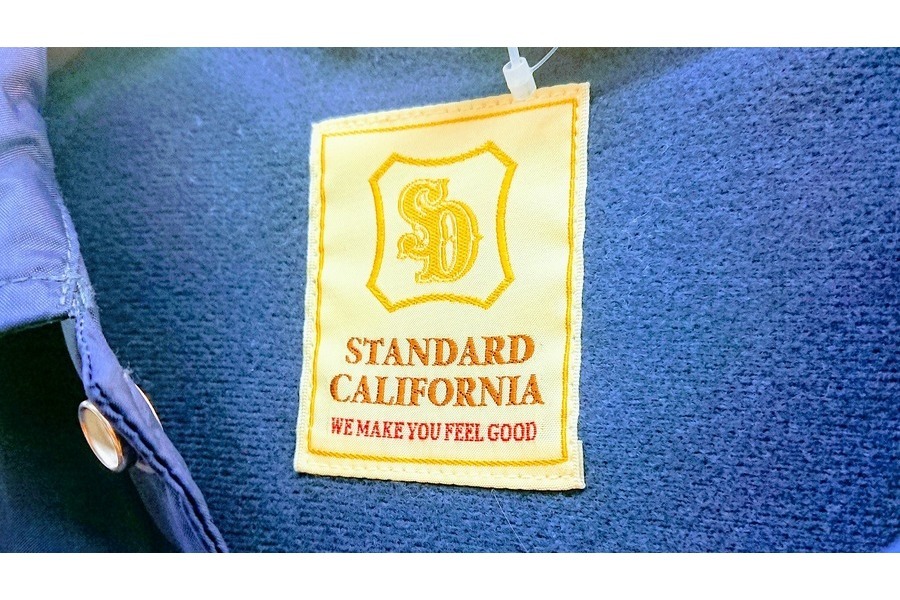 SD
STANDARD
CALIFORNIA
WE MAKE YOU FEEL GOOD